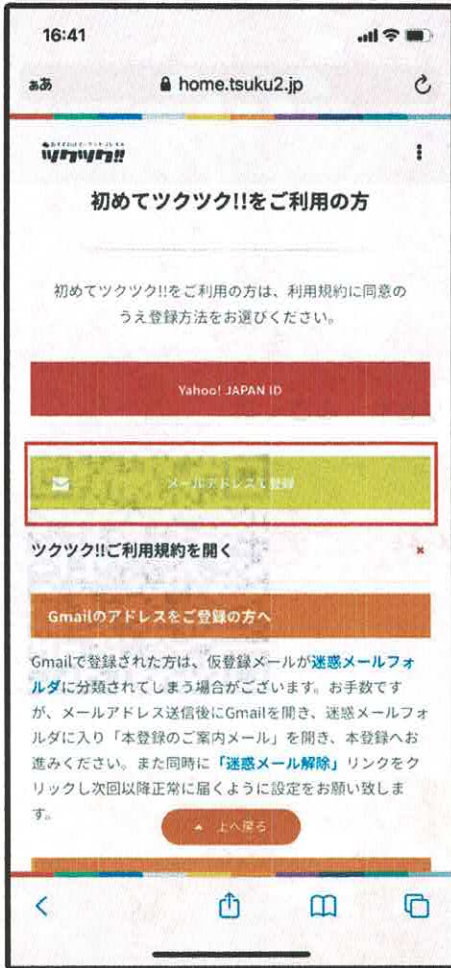 16:41
ぁあ home.tsuku2.jp
ツクツク!!
初めてツクツク!!をご利用の方
初めてツクツク!!をご利用の方は、利用規約に同意の
うえ登録方法をお選びください。
Yahoo! JAPAN ID
メールアドレスで登録
ツクツク!!ご利用規約を開く
Gmailのアドレスをご登録の方へ
Gmailで登録された方は、仮登録メールが迷惑メールフォ
ルダに分類されてしまう場合がございます。お手数です
が、メールアドレス送信後にGmailを開き、迷惑メールフォ
ルダに入り「本登録のご案内メール」を開き、本登録へお
進みください。また同時に「迷惑メール解除」リンクをク
リックし次回以降正常に届くように設定をお願い致しま
す。
上へ戻る